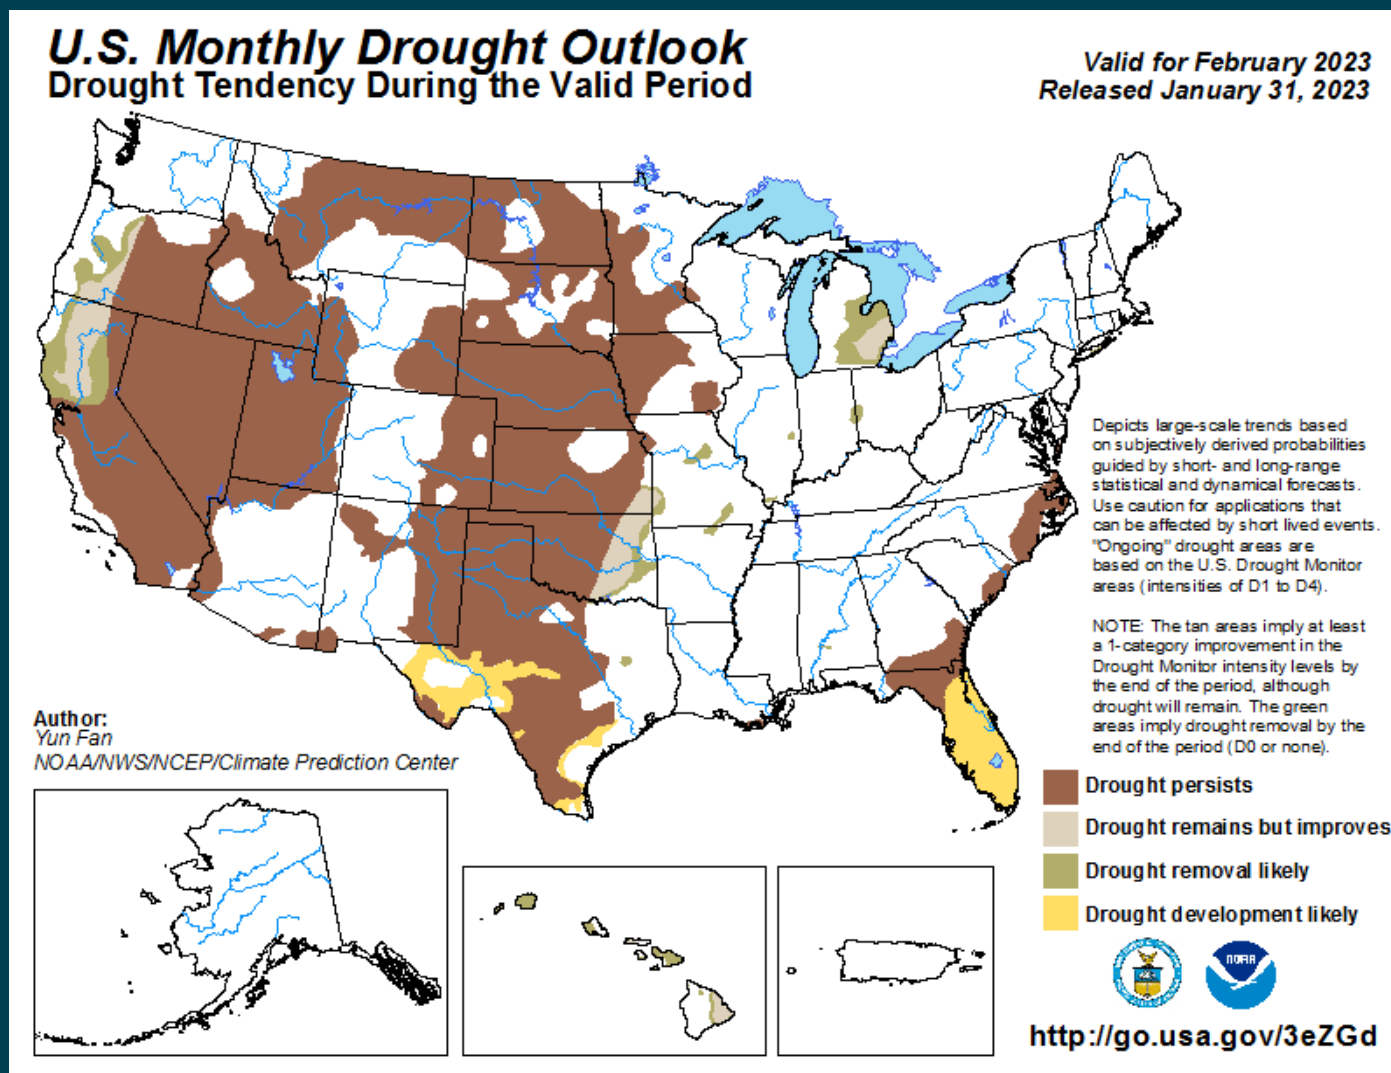 U.S. Monthly Drought Outlook
Drought Tendency During the Valid Period
Valid for February 2023
Released January 31, 2023
Depicts large-scale trends based
on subjectively derived probabilities
guided by short- and long-range
statistical and dynamical forecasts.
Use caution for applications that
can be affected by short lived events.
"Ongoing" drought areas are
based on the U.S. Drought Monitor
areas (intensities of D1 to D4).
NOTE: The tan areas imply at least
a 1-category improvement in the
Drought Monitor intensity levels by
the end of the period, although
drought will remain. The green
areas imply drought removal by the
end of the period (D0 or none).
Author:
Yun Fan
NOAA/NWS/NCEP/Climate Prediction Center
Drought persists
Drought remains but improves
Drought removal likely
Drought development likely
NOAA
http://go.usa.gov/3eZGd